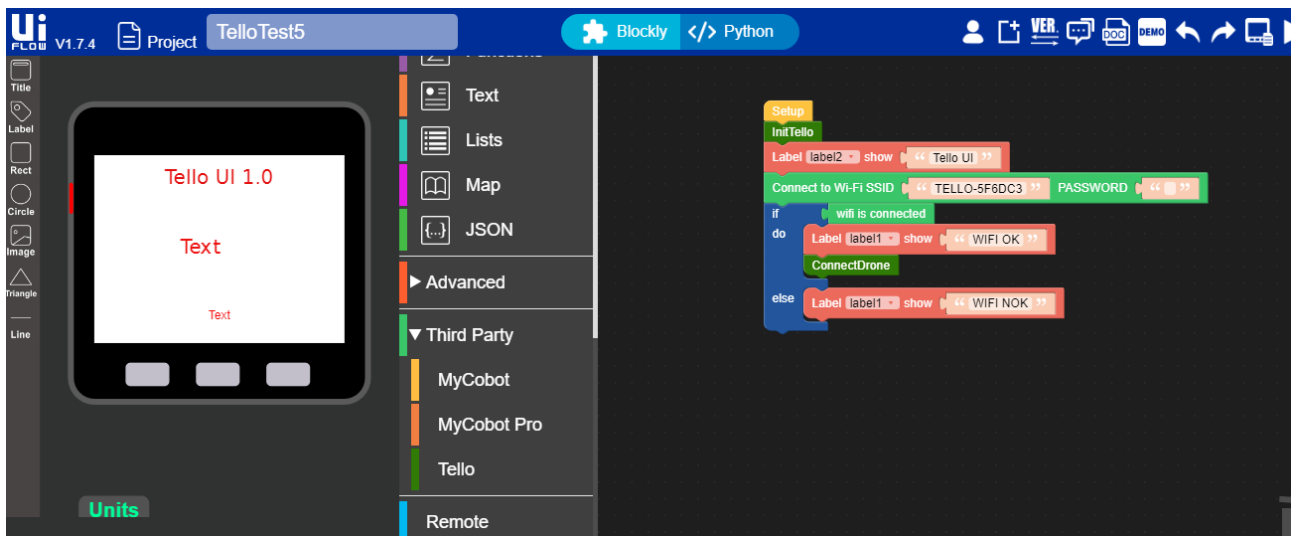 Ui
FLOW V1.7.4 Project TelloTest5 Blockly </> Python VER. DOC DEMO
Title
Label
Rect
Circle
Image
Triangle
Line
Tello UI 1.0
Text
Text
Units
Functions
Text
Lists
Map
{...} JSON
Advanced
Third Party
MyCobot
MyCobot Pro
Tello
Remote
Setup
InitTello
Label label2 show “ Tello UI ”
Connect to Wi-Fi SSID “ TELLO-5F6DC3 ” PASSWORD “ ”
if wifi is connected
do Label label1 show “ WIFI OK ”
ConnectDrone
else Label label1 show “ WIFI NOK ”